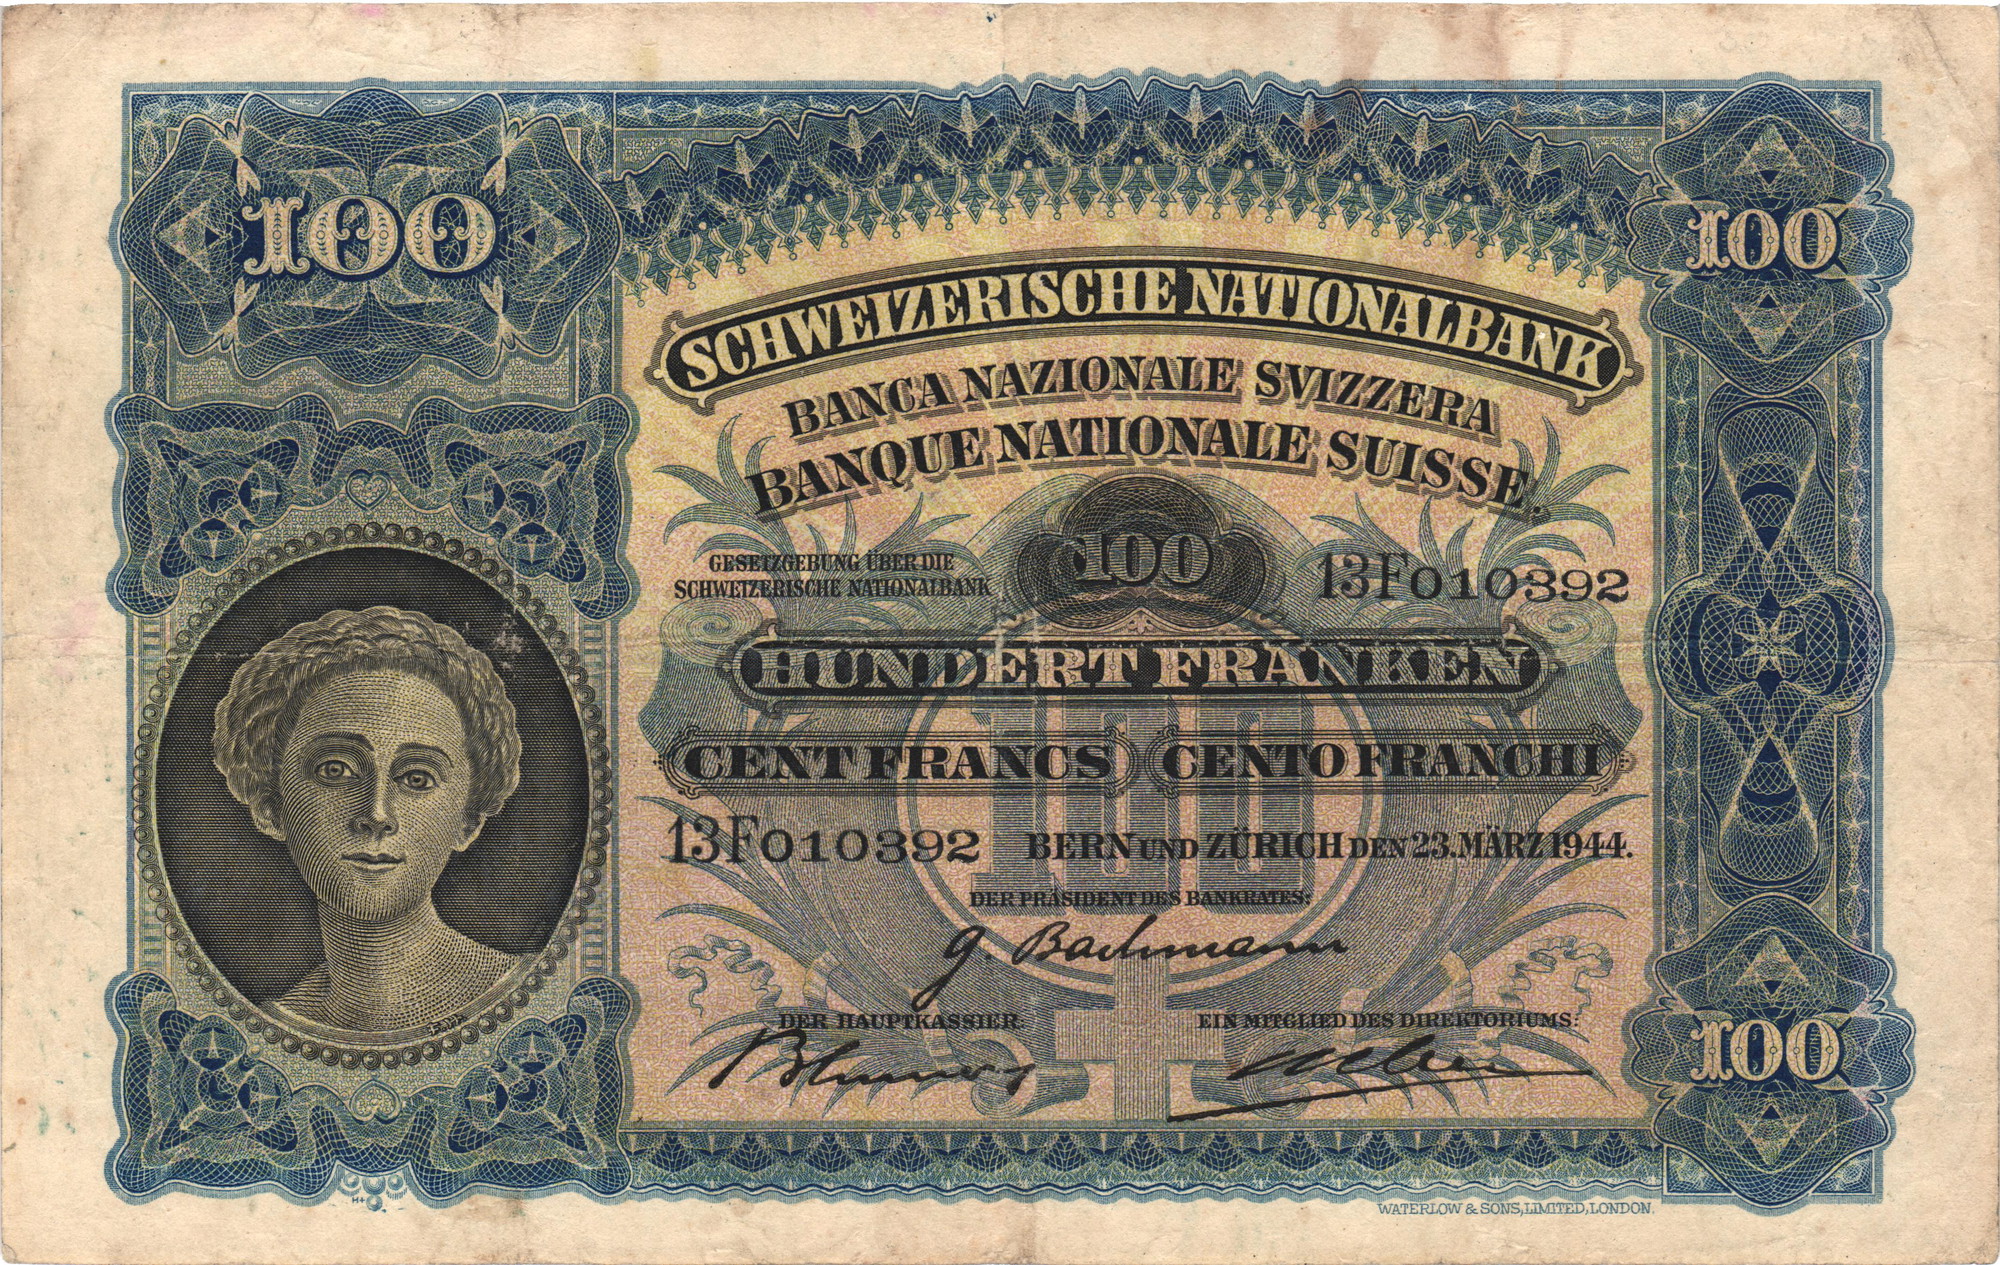 100
100
SCHWEIZERISCHE NATIONALBANK
BANCA NAZIONALE SVIZZERA
BANQUE NATIONALE SUISSE.
GESETZGEBUNG ÜBER DIE
SCHWEIZERISCHE NATIONALBANK
100
13F010392
HUNDERT FRANKEN
100
CENT FRANCS CENTO FRANCHI
13F010392
BERN UND ZÜRICH DEN 23. MÄRZ 1944.
DER PRÄSIDENT DES BANKRATES:
G. Bachmann
DER HAUPTKASSIER:
EIN MITGLIED DES DIREKTORIUMS:
100
WATERLOW & SONS, LIMITED, LONDON.